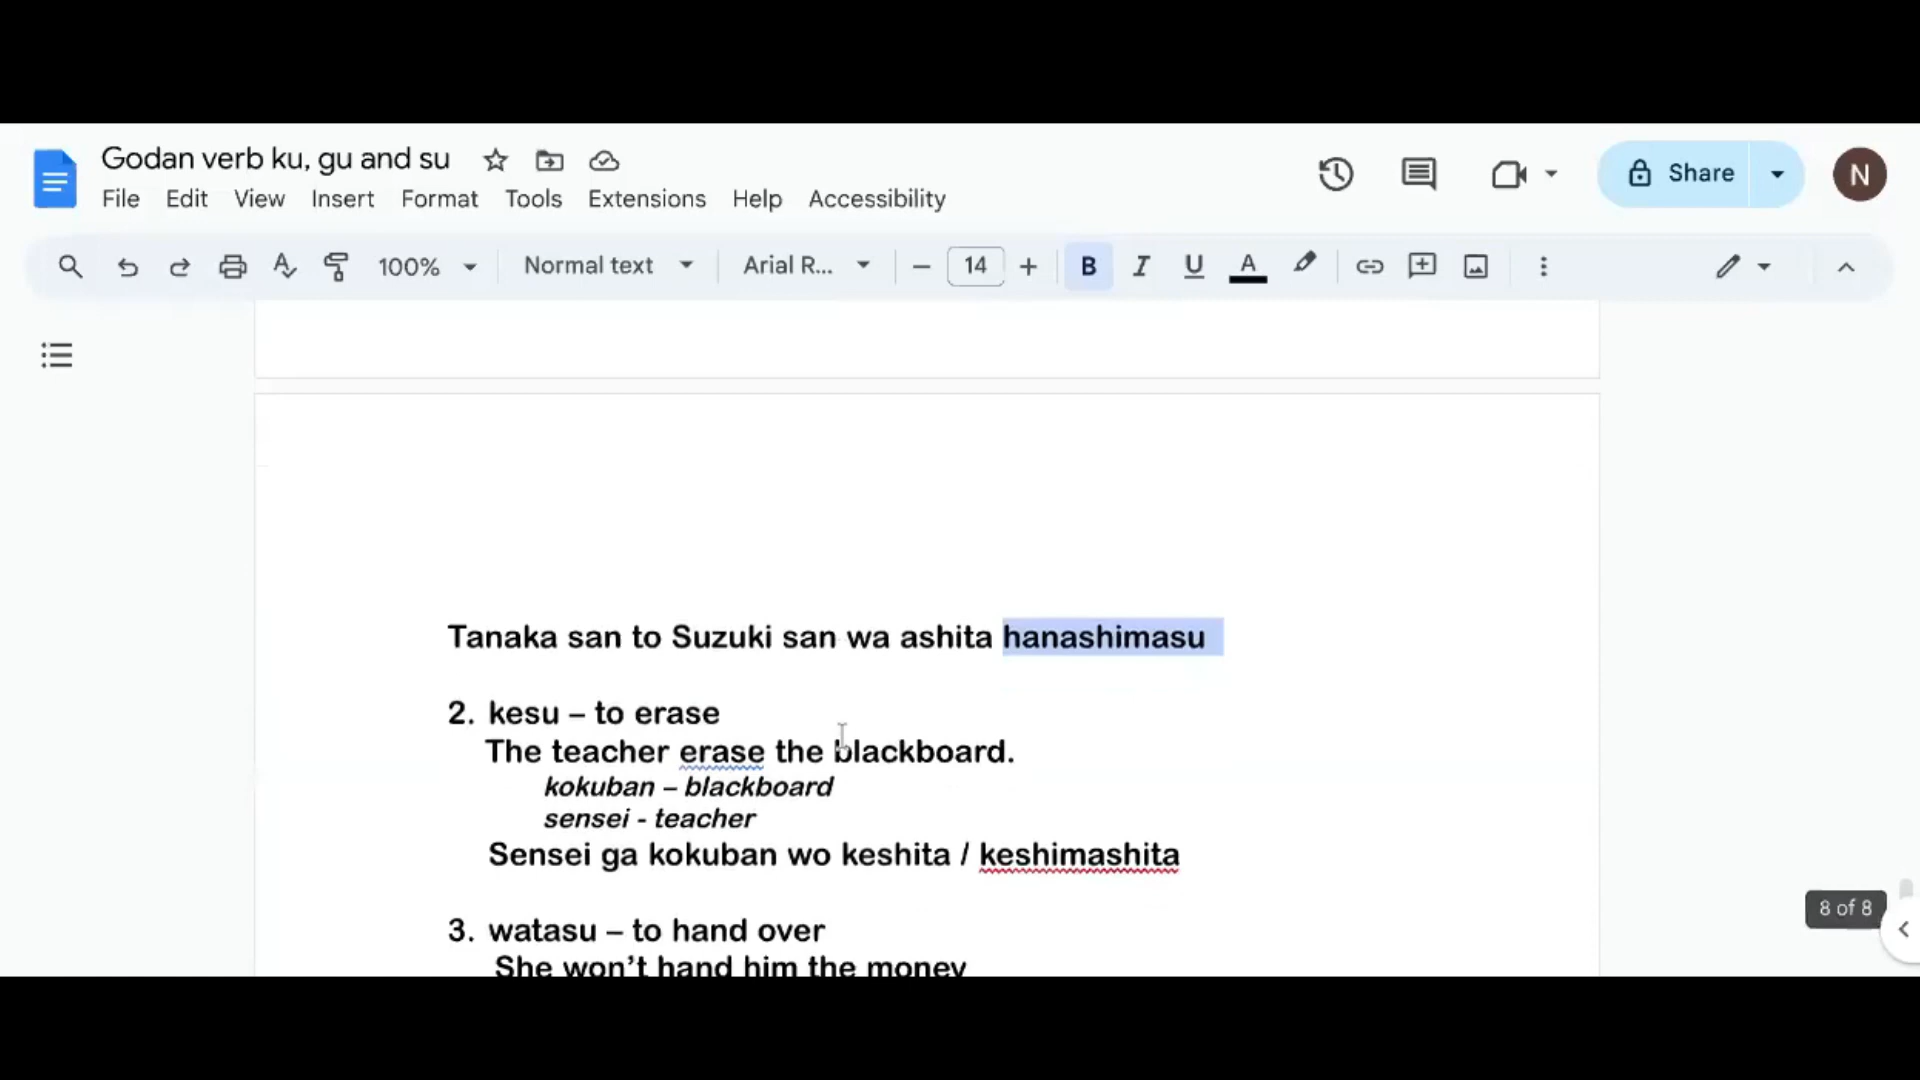 Godan verb ku, gu and su
File Edit View Insert Format Tools Extensions Help Accessibility
Share
N
100% Normal text Arial R... 14 B I U A
Tanaka san to Suzuki san wa ashita hanashimasu
2. kesu – to erase
The teacher erase the blackboard.
kokuban – blackboard
sensei - teacher
Sensei ga kokuban wo keshita / keshimashita
3. watasu – to hand over
She won't hand him the money
8 of 8